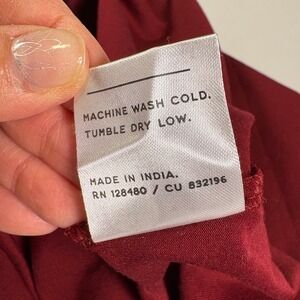 MACHINE WASH COLD.
TUMBLE DRY LOW.
MADE IN INDIA.
RN 128480 / CU 832196